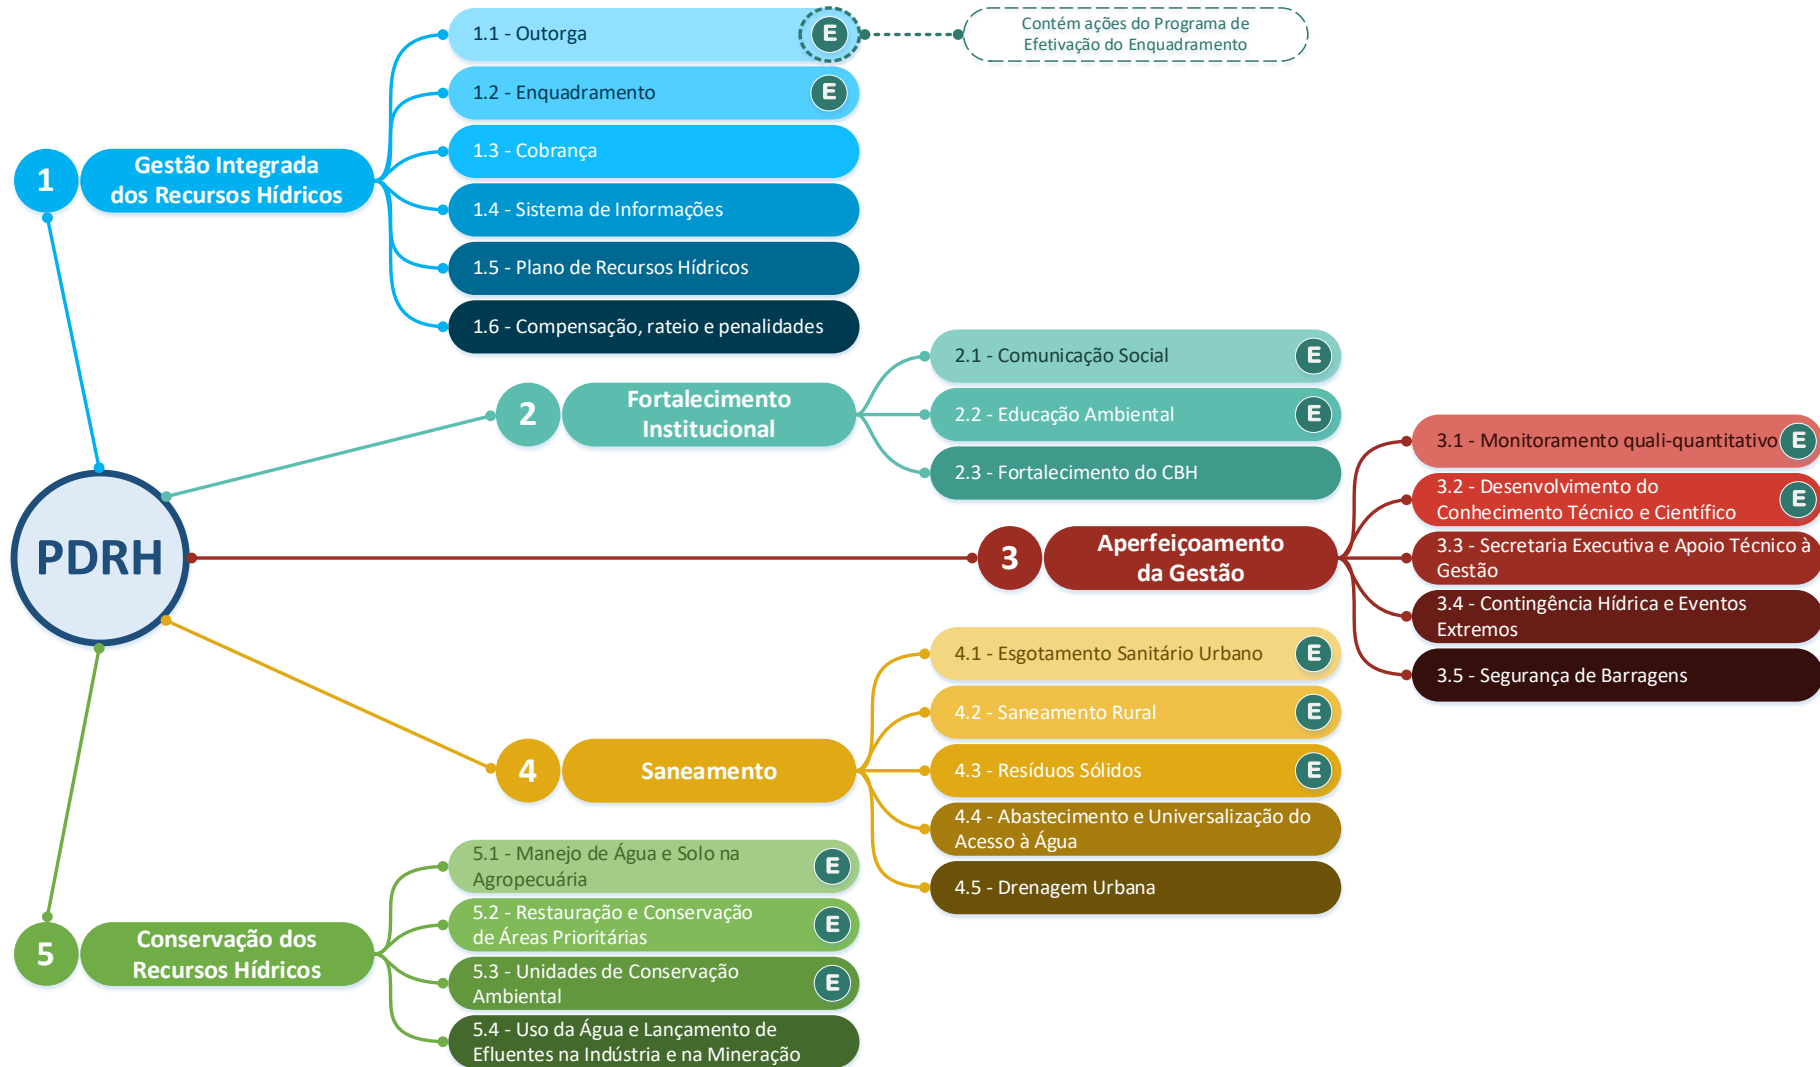 1.1 - Outorga
E
Contém ações do Programa de
Efetivação do Enquadramento
1.2 - Enquadramento
E
1.3 - Cobrança
1
Gestão Integrada
dos Recursos Hídricos
1.4 - Sistema de Informações
1.5 - Plano de Recursos Hídricos
1.6 - Compensação, rateio e penalidades
2
Fortalecimento
Institucional
2.1 - Comunicação Social
E
2.2 - Educação Ambiental
E
2.3 - Fortalecimento do CBH
PDRH
3
Aperfeiçoamento
da Gestão
3.1 - Monitoramento quali-quantitativo
E
3.2 - Desenvolvimento do
Conhecimento Técnico e Científico
E
3.3 - Secretaria Executiva e Apoio Técnico à
Gestão
3.4 - Contingência Hídrica e Eventos
Extremos
3.5 - Segurança de Barragens
4
Saneamento
4.1 - Esgotamento Sanitário Urbano
E
4.2 - Saneamento Rural
E
4.3 - Resíduos Sólidos
E
4.4 - Abastecimento e Universalização do
Acesso à Água
4.5 - Drenagem Urbana
5
Conservação dos
Recursos Hídricos
5.1 - Manejo de Água e Solo na
Agropecuária
E
5.2 - Restauração e Conservação
de Áreas Prioritárias
E
5.3 - Unidades de Conservação
Ambiental
E
5.4 - Uso da Água e Lançamento de
Efluentes na Indústria e na Mineração